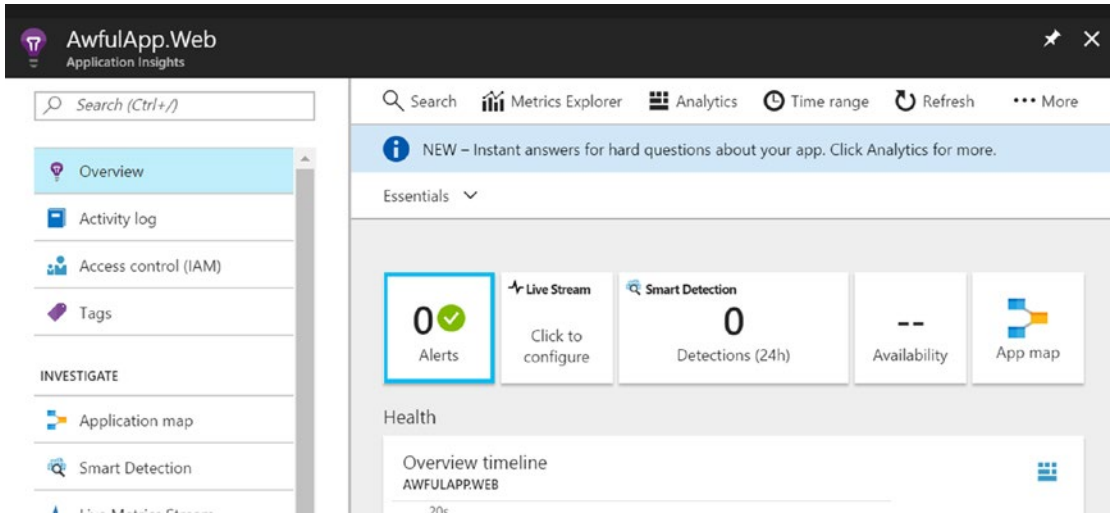 AwfulApp.Web
Application Insights
Search (Ctrl+/)
Overview
Activity log
Access control (IAM)
Tags
INVESTIGATE
Application map
Smart Detection
Live Metrics Stream
Search Metrics Explorer Analytics Time range Refresh ••• More
NEW – Instant answers for hard questions about your app. Click Analytics for more.
Essentials
0
Alerts
Live Stream
Click to
configure
Smart Detection
0
Detections (24h)
--
Availability
App map
Health
Overview timeline
AWFULAPP.WEB
20s